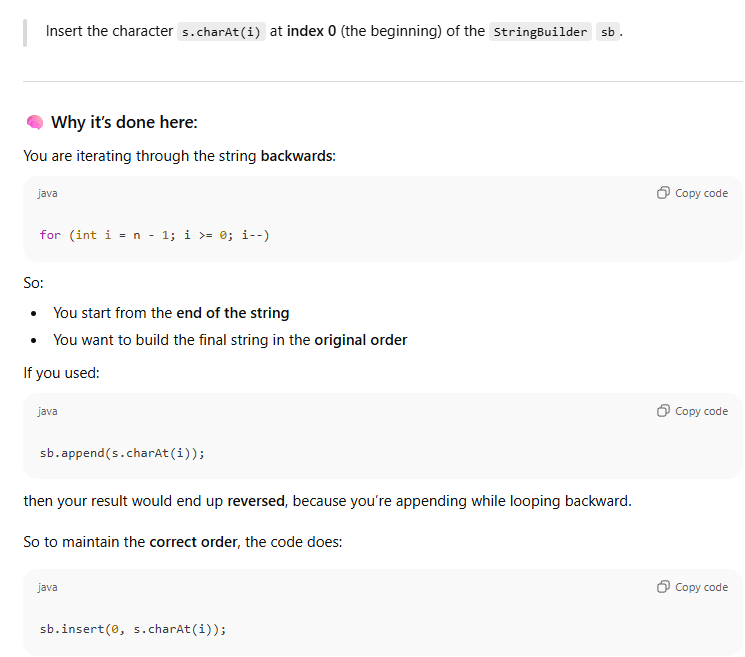 Insert the character s.charAt(i) at index 0 (the beginning) of the StringBuilder sb.
🧠 Why it’s done here:
You are iterating through the string backwards:
java
Copy code
for (int i = n - 1; i >= 0; i--)
So:
• You start from the end of the string
• You want to build the final string in the original order
If you used:
java
Copy code
sb.append(s.charAt(i));
then your result would end up reversed, because you’re appending while looping backward.
So to maintain the correct order, the code does:
java
Copy code
sb.insert(0, s.charAt(i));